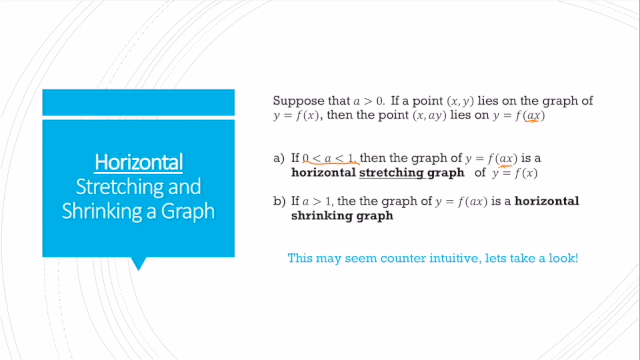 Horizontal
Stretching and
Shrinking a Graph
Suppose that a > 0. If a point (x, y) lies on the graph of
y = f(x), then the point (x, ay) lies on y = f(ax)
a) If 0 < a < 1, then the graph of y = f(ax) is a
horizontal stretching graph of y = f(x)
b) If a > 1, the the graph of y = f(ax) is a horizontal
shrinking graph
This may seem counter intuitive, lets take a look!